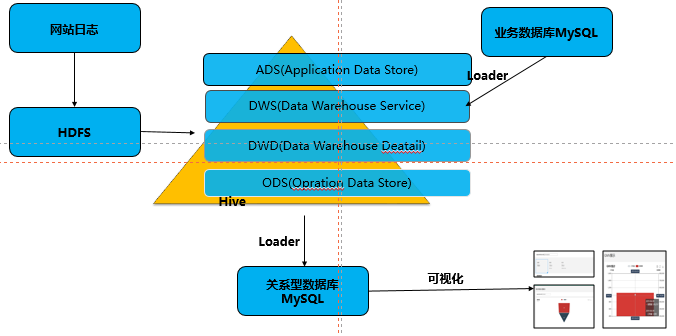 网站日志
业务数据库MySQL
ADS(Application Data Store)
Loader
DWS(Data Warehouse Service)
HDFS
DWD(Data Warehouse Deatail)
ODS(Opration Data Store)
Hive
Loader
关系型数据库
MySQL
可视化